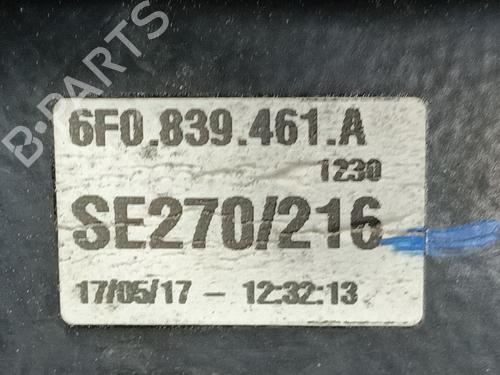 B-PARTS
6F0.839.461.A
1230
SE270/216
17/05/17 - 12:32:13